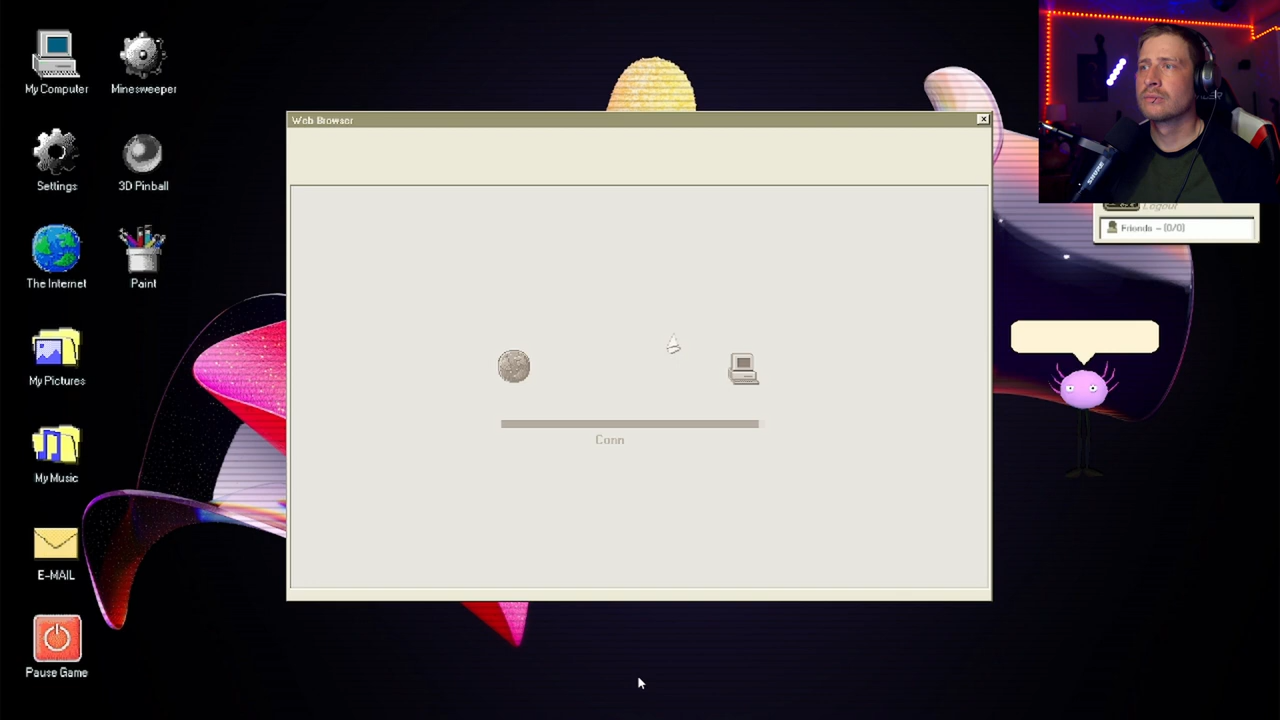 My Computer
Minesweeper
Web Browser
Settings
3D Pinball
Logout
Friends - (0/0)
The Internet
Paint
My Pictures
Conn
My Music
E-MAIL
Pause Game